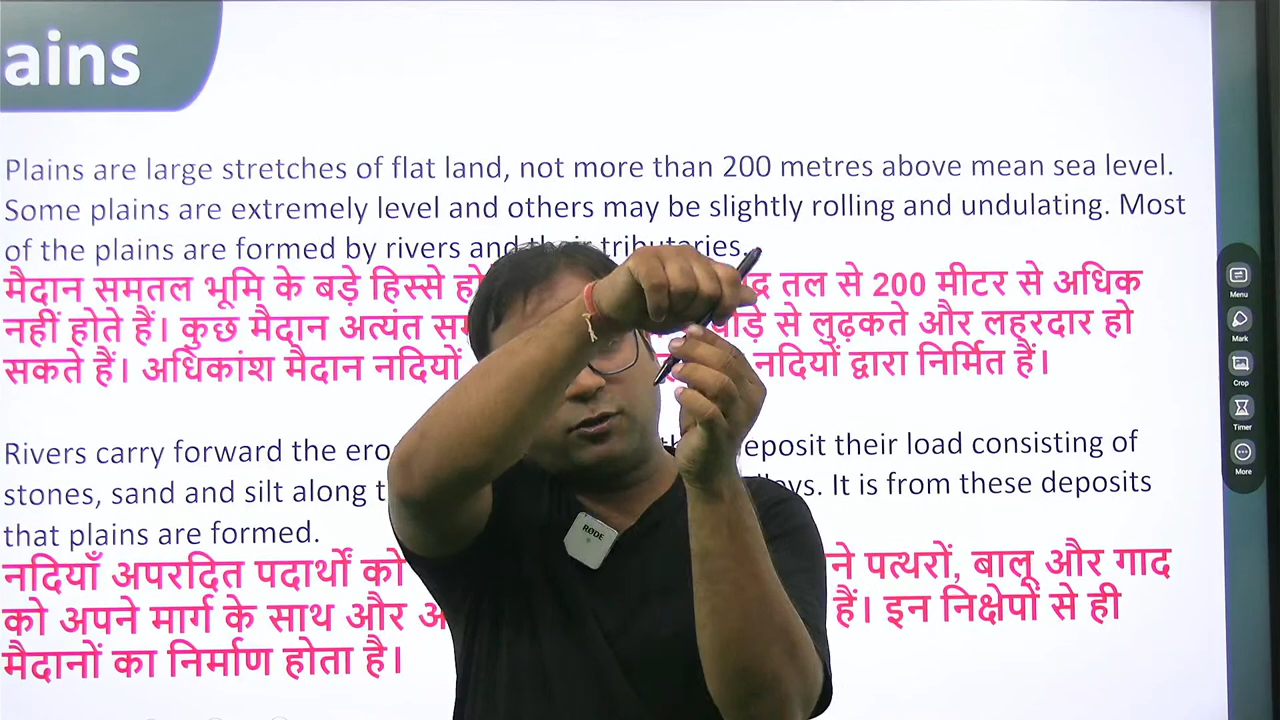 ains
Plains are large stretches of flat land, not more than 200 metres above mean sea level.
Some plains are extremely level and others may be slightly rolling and undulating. Most
of the plains are formed by rivers and their tributaries.
मैदान समतल भूमि के बड़े हिस्से तल से 200 मीटर से अधिक
नहीं होते हैं। कुछ मैदान अत्यंत से लुढ़कते और लहरदार हो
सकते हैं। अधिकांश मैदान नदियों नदियों द्वारा निर्मित हैं।
Rivers carry forward the deposit their load consisting of
stones, sand and silt along It is from these deposits
that plains are formed.
नदियाँ अपरदित पदार्थों को पत्थरों, बालू और गाद
को अपने मार्ग के साथ और हैं। इन निक्षेपों से ही
मैदानों का निर्माण होता है।
RØDE
Menu
Mark
Crop
Timer
More